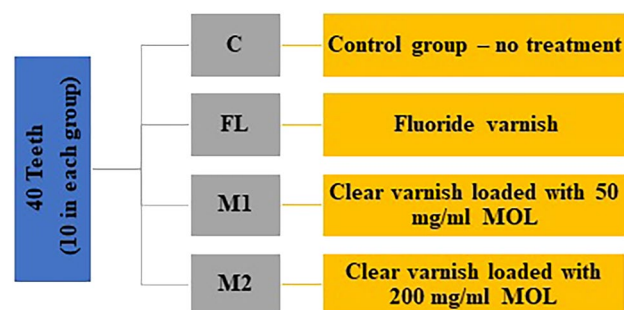 40 Teeth
(10 in each group)
C
Control group – no treatment
FL
Fluoride varnish
M1
Clear varnish loaded with 50
mg/ml MOL
M2
Clear varnish loaded with
200 mg/ml MOL